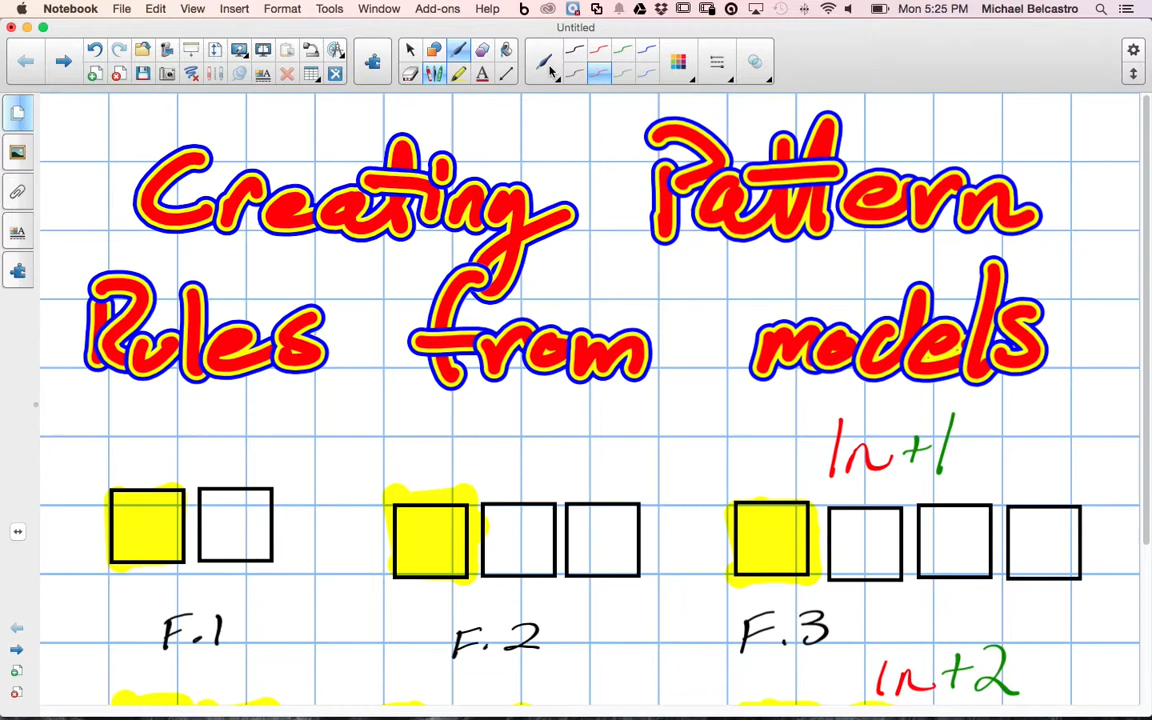 Notebook File Edit View Insert Format Tools Window Add-ons Help Mon 5:25 PM Michael Belcastro
Untitled
Creating Pattern
Rules from models
1n +1
F.1 F.2 F.3
1n +2